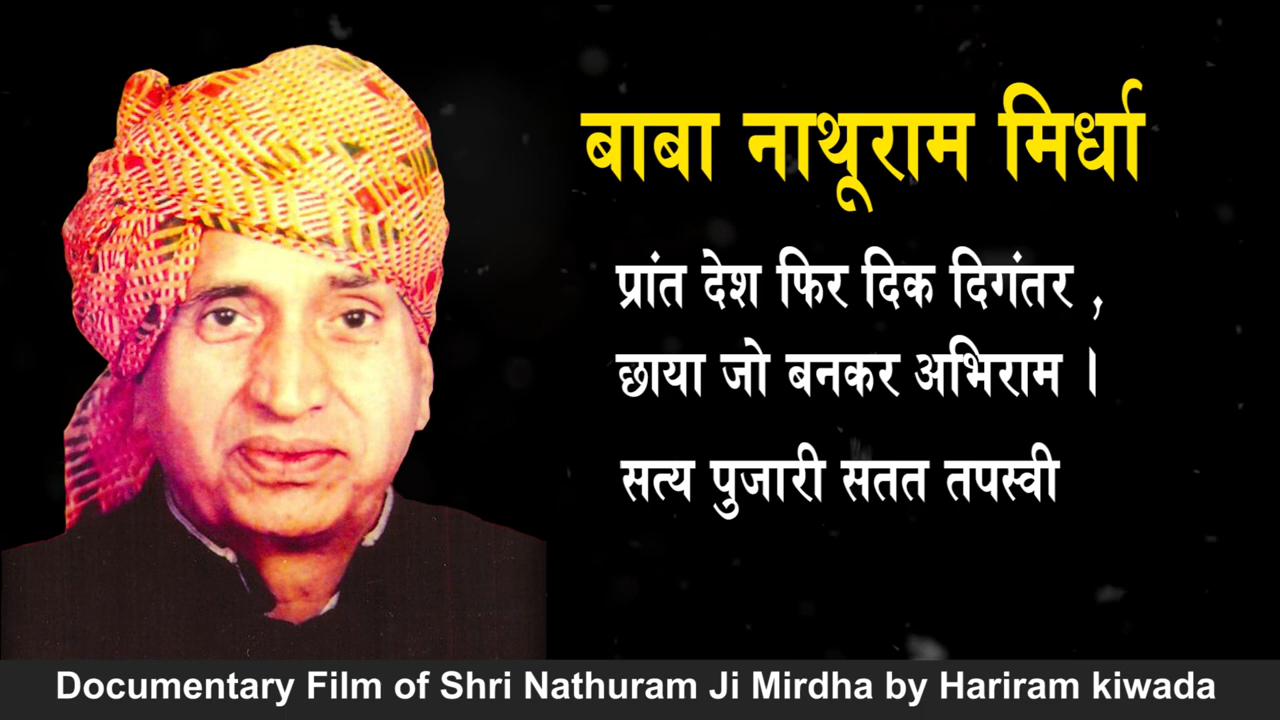 बाबा नाथूराम मिर्धा
प्रांत देश फिर दिक दिगंतर ,
छाया जो बनकर अभिराम ।
सत्य पुजारी सतत तपस्वी
Documentary Film of Shri Nathuram Ji Mirdha by Hariram kiwada